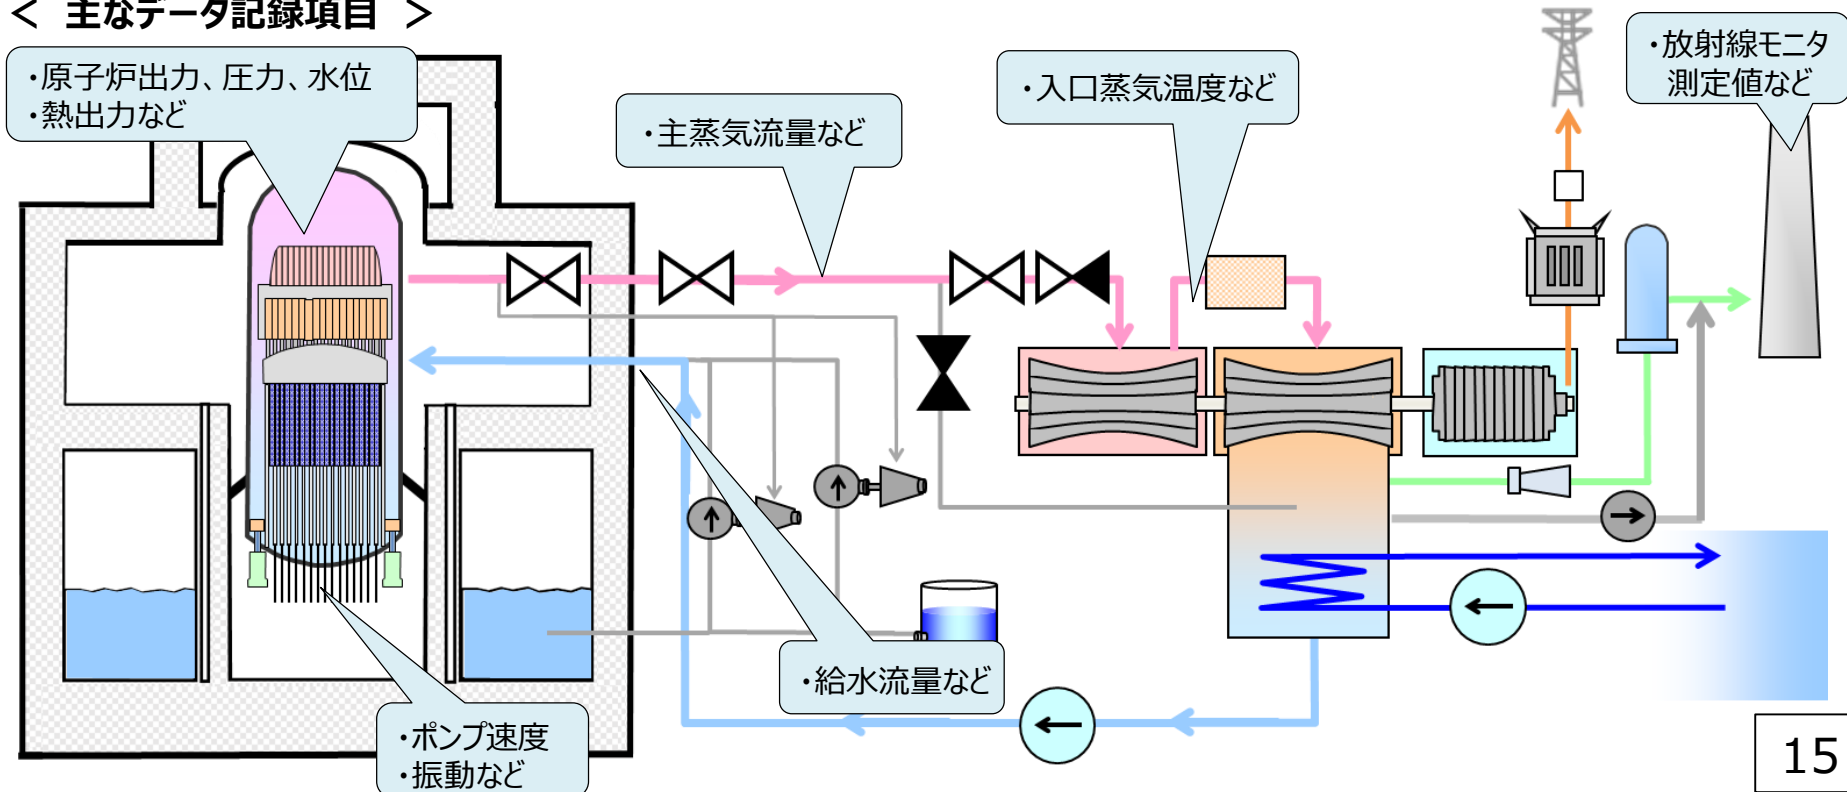 ＜ 主なデータ記録項目 ＞
・原子炉出力、圧力、水位
・熱出力など
・主蒸気流量など
・入口蒸気温度など
・放射線モニタ
測定値など
・給水流量など
・ポンプ速度
・振動など
15